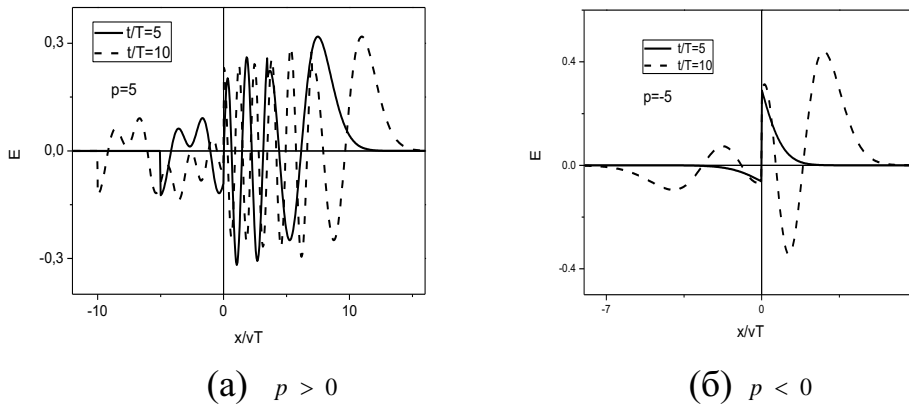 0,3
0,0
-0,3
E
t/T=5
t/T=10
p=5
-10
0
10
x/vT
(а) p > 0
0.4
0.0
-0.4
E
t/T=5
t/T=10
p=-5
-7
0
x/vT
(б) p < 0